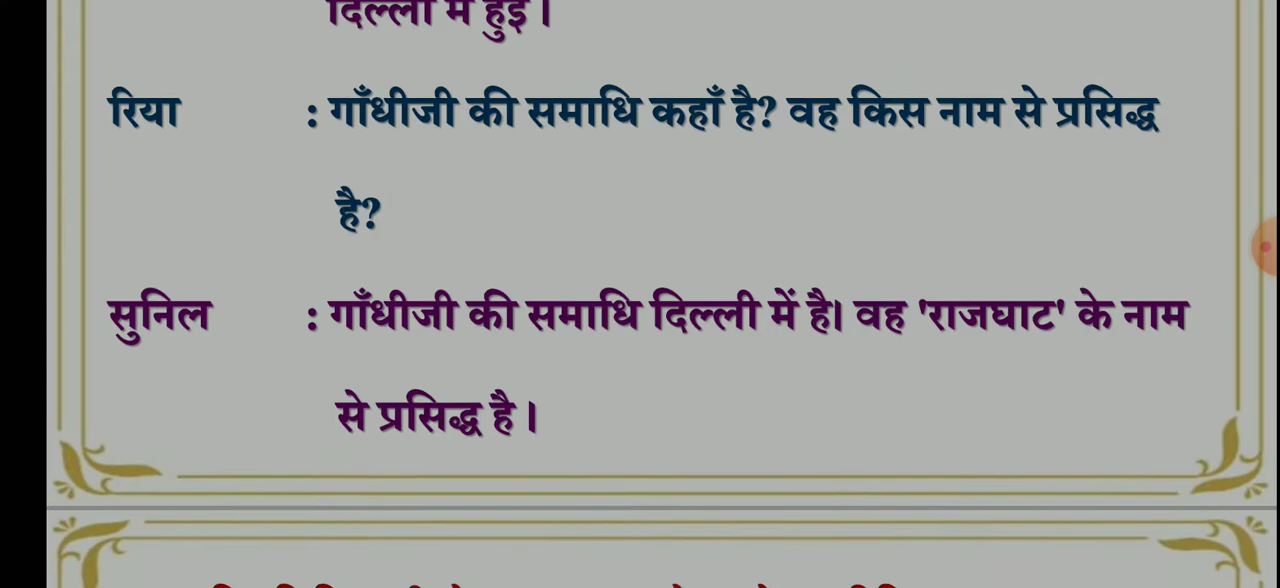 दिल्ली में हुई ।
रिया : गाँधीजी की समाधि कहाँ है? वह किस नाम से प्रसिद्ध
है?
सुनिल : गाँधीजी की समाधि दिल्ली में है। वह 'राजघाट' के नाम
से प्रसिद्ध है ।